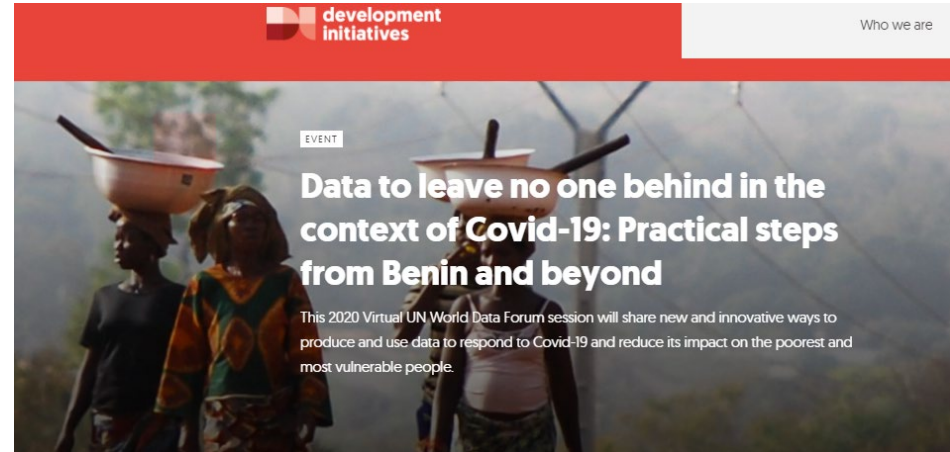 development
initiatives
Who we are
EVENT
Data to leave no one behind in the
context of Covid-19: Practical steps
from Benin and beyond
This 2020 Virtual UN World Data Forum session will share new and innovative ways to
produce and use data to respond to Covid-19 and reduce its impact on the poorest and
most vulnerable people.